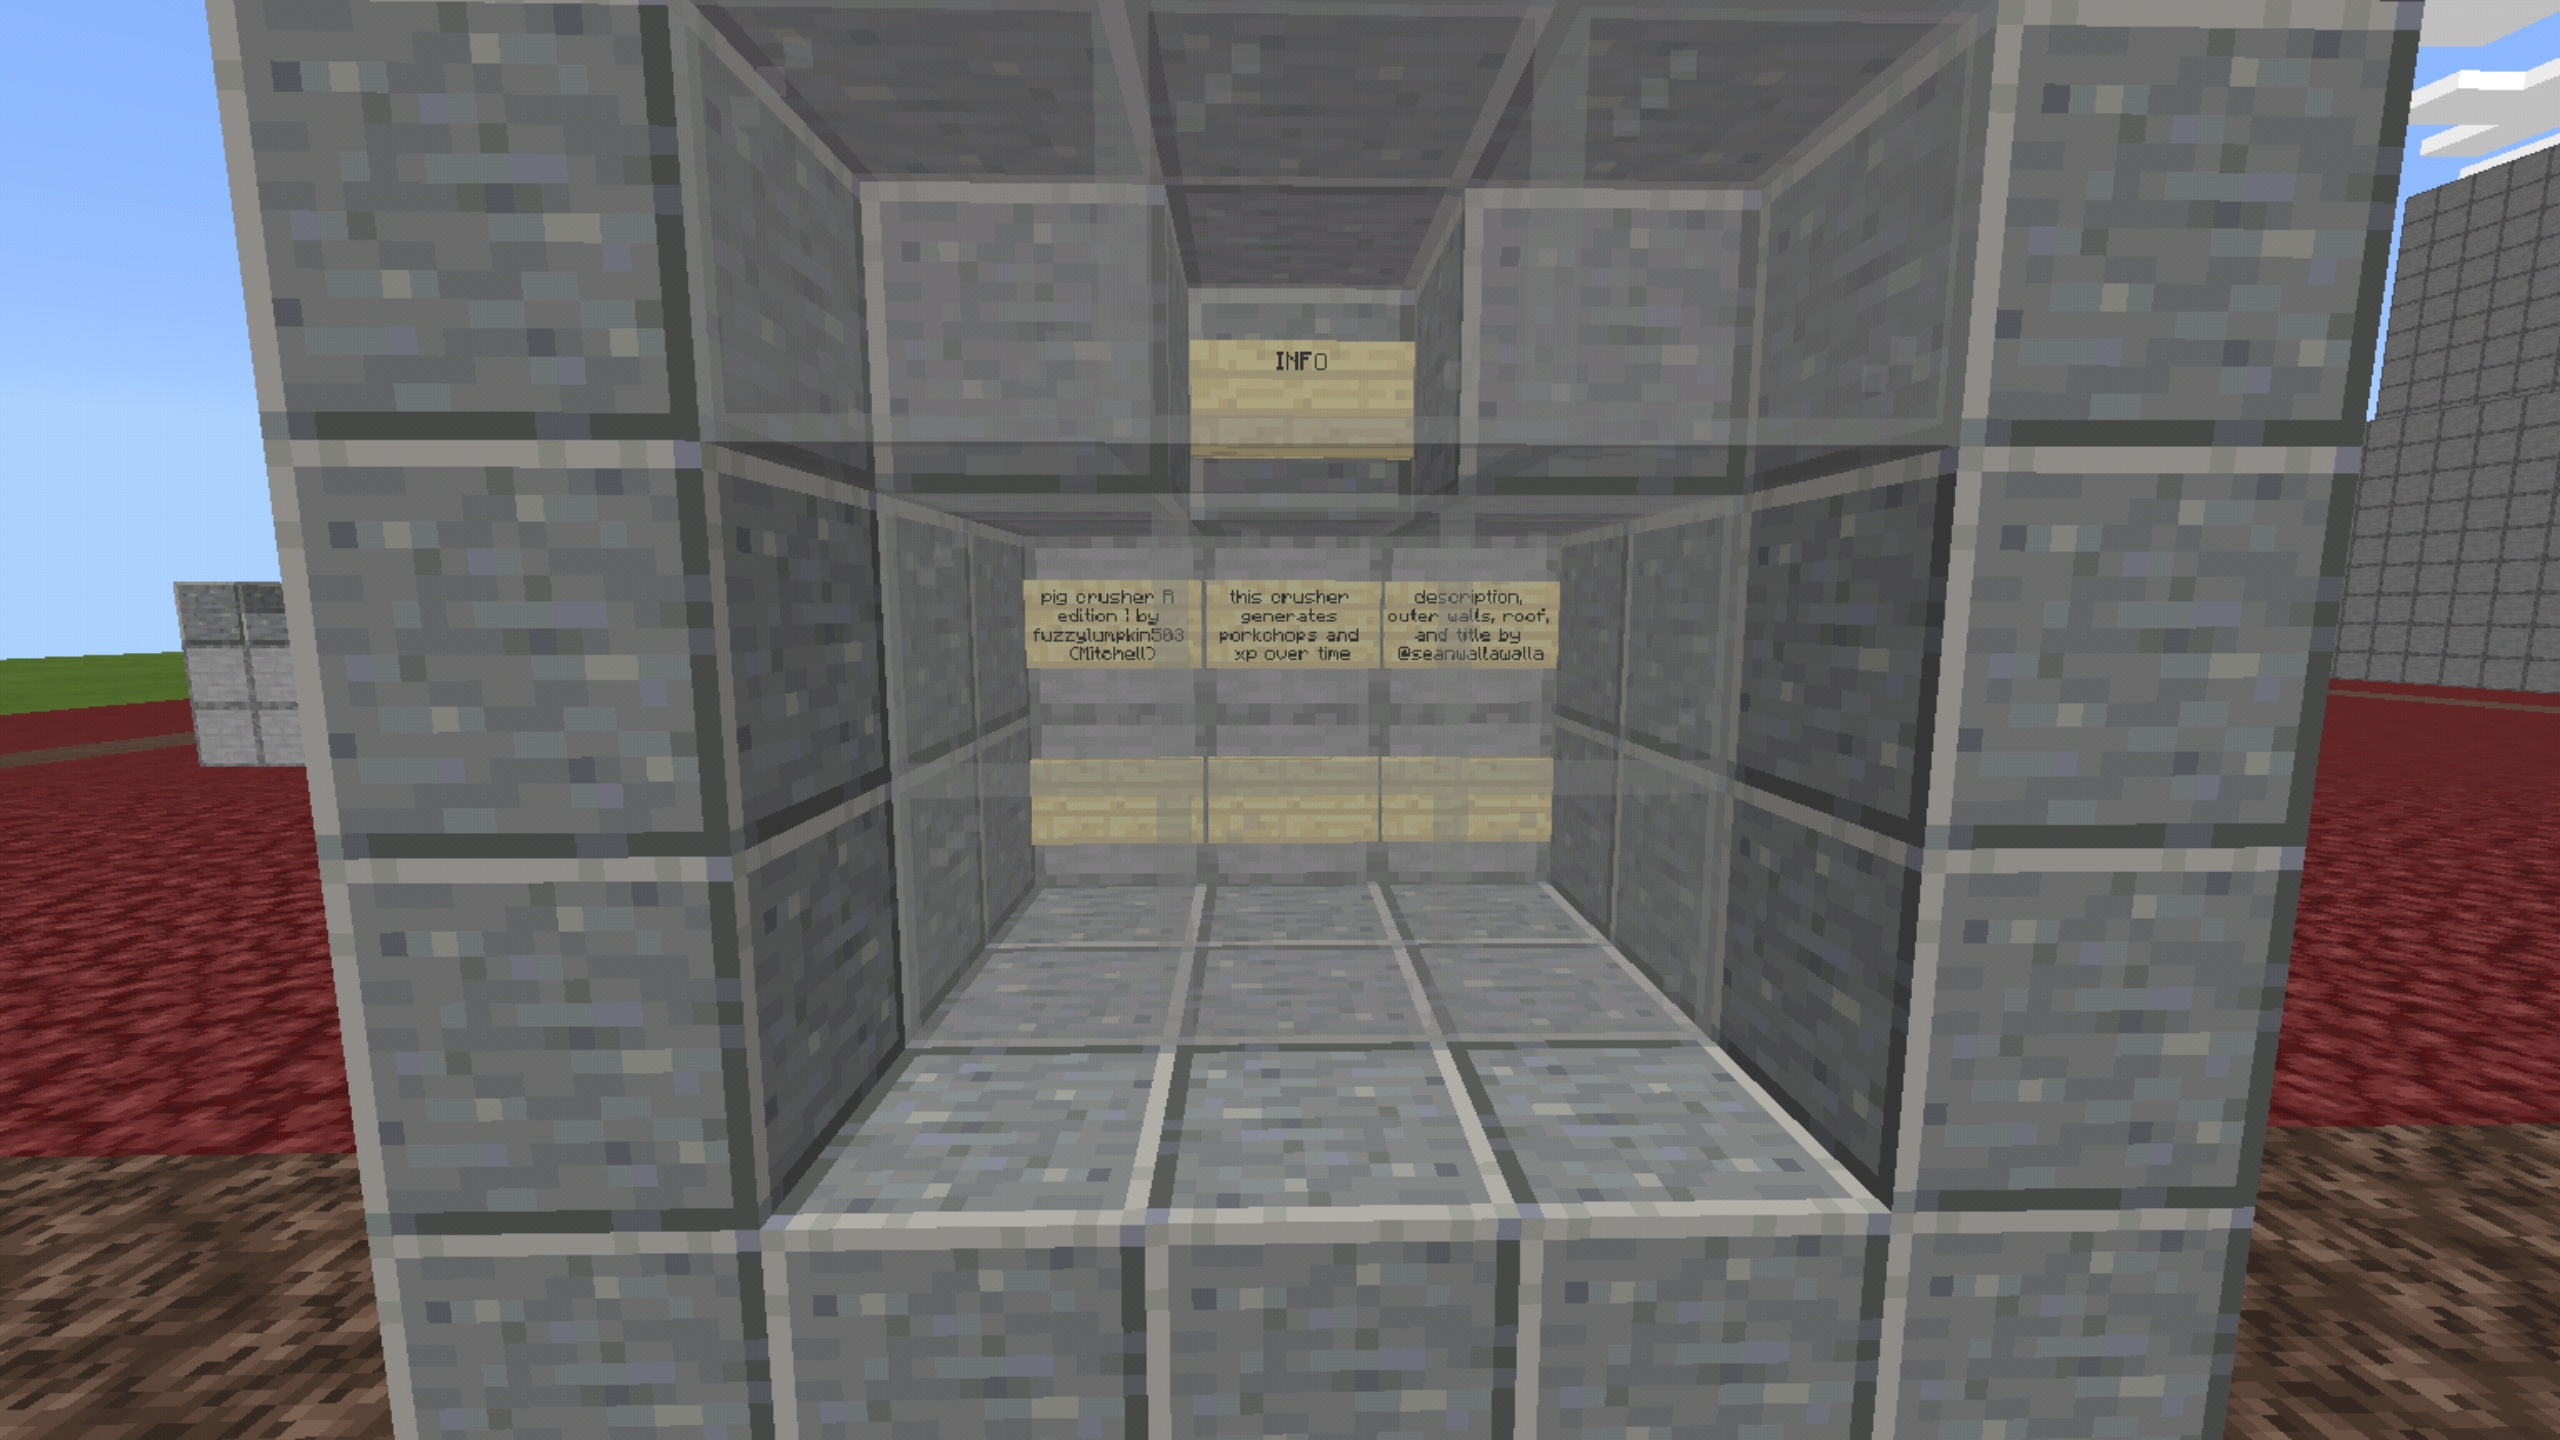 INFO
pig crusher R
edition 1 by
fuzzylumpkin503
(Mitchell)
this crusher
generates
porkchops and
xp over time
description,
outer walls, roof,
and title by
@seanwallawalla